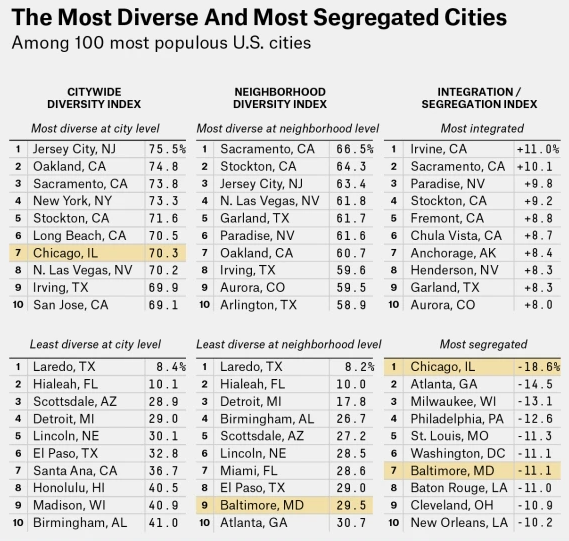 The Most Diverse And Most Segregated Cities
Among 100 most populous U.S. cities
CITYWIDE
DIVERSITY INDEX
Most diverse at city level
1 Jersey City, NJ 75.5%
2 Oakland, CA 74.8
3 Sacramento, CA 73.8
4 New York, NY 73.3
5 Stockton, CA 71.6
6 Long Beach, CA 70.5
7 Chicago, IL 70.3
8 N. Las Vegas, NV 70.2
9 Irving, TX 69.9
10 San Jose, CA 69.1
Least diverse at city level
1 Laredo, TX 8.4%
2 Hialeah, FL 10.1
3 Scottsdale, AZ 28.9
4 Detroit, MI 29.0
5 Lincoln, NE 30.1
6 El Paso, TX 32.8
7 Santa Ana, CA 36.7
8 Honolulu, HI 40.5
9 Madison, WI 40.9
10 Birmingham, AL 41.0
NEIGHBORHOOD
DIVERSITY INDEX
Most diverse at neighborhood level
1 Sacramento, CA 66.5%
2 Stockton, CA 64.3
3 Jersey City, NJ 63.4
4 N. Las Vegas, NV 61.8
5 Garland, TX 61.7
6 Paradise, NV 61.6
7 Oakland, CA 60.7
8 Irving, TX 59.6
9 Aurora, CO 59.5
10 Arlington, TX 58.9
Least diverse at neighborhood level
1 Laredo, TX 8.2%
2 Hialeah, FL 10.0
3 Detroit, MI 17.8
4 Birmingham, AL 26.7
5 Scottsdale, AZ 27.2
6 Lincoln, NE 28.5
7 Miami, FL 28.6
8 El Paso, TX 29.0
9 Baltimore, MD 29.5
10 Atlanta, GA 30.7
INTEGRATION /
SEGREGATION INDEX
Most integrated
1 Irvine, CA +11.0%
2 Sacramento, CA +10.1
3 Paradise, NV +9.8
4 Stockton, CA +9.2
5 Fremont, CA +8.8
6 Chula Vista, CA +8.7
7 Anchorage, AK +8.4
8 Henderson, NV +8.3
9 Garland, TX +8.3
10 Aurora, CO +8.0
Most segregated
1 Chicago, IL -18.6%
2 Atlanta, GA -14.5
3 Milwaukee, WI -13.1
4 Philadelphia, PA -12.6
5 St. Louis, MO -11.3
6 Washington, DC -11.1
7 Baltimore, MD -11.1
8 Baton Rouge, LA -11.0
9 Cleveland, OH -10.9
10 New Orleans, LA -10.2